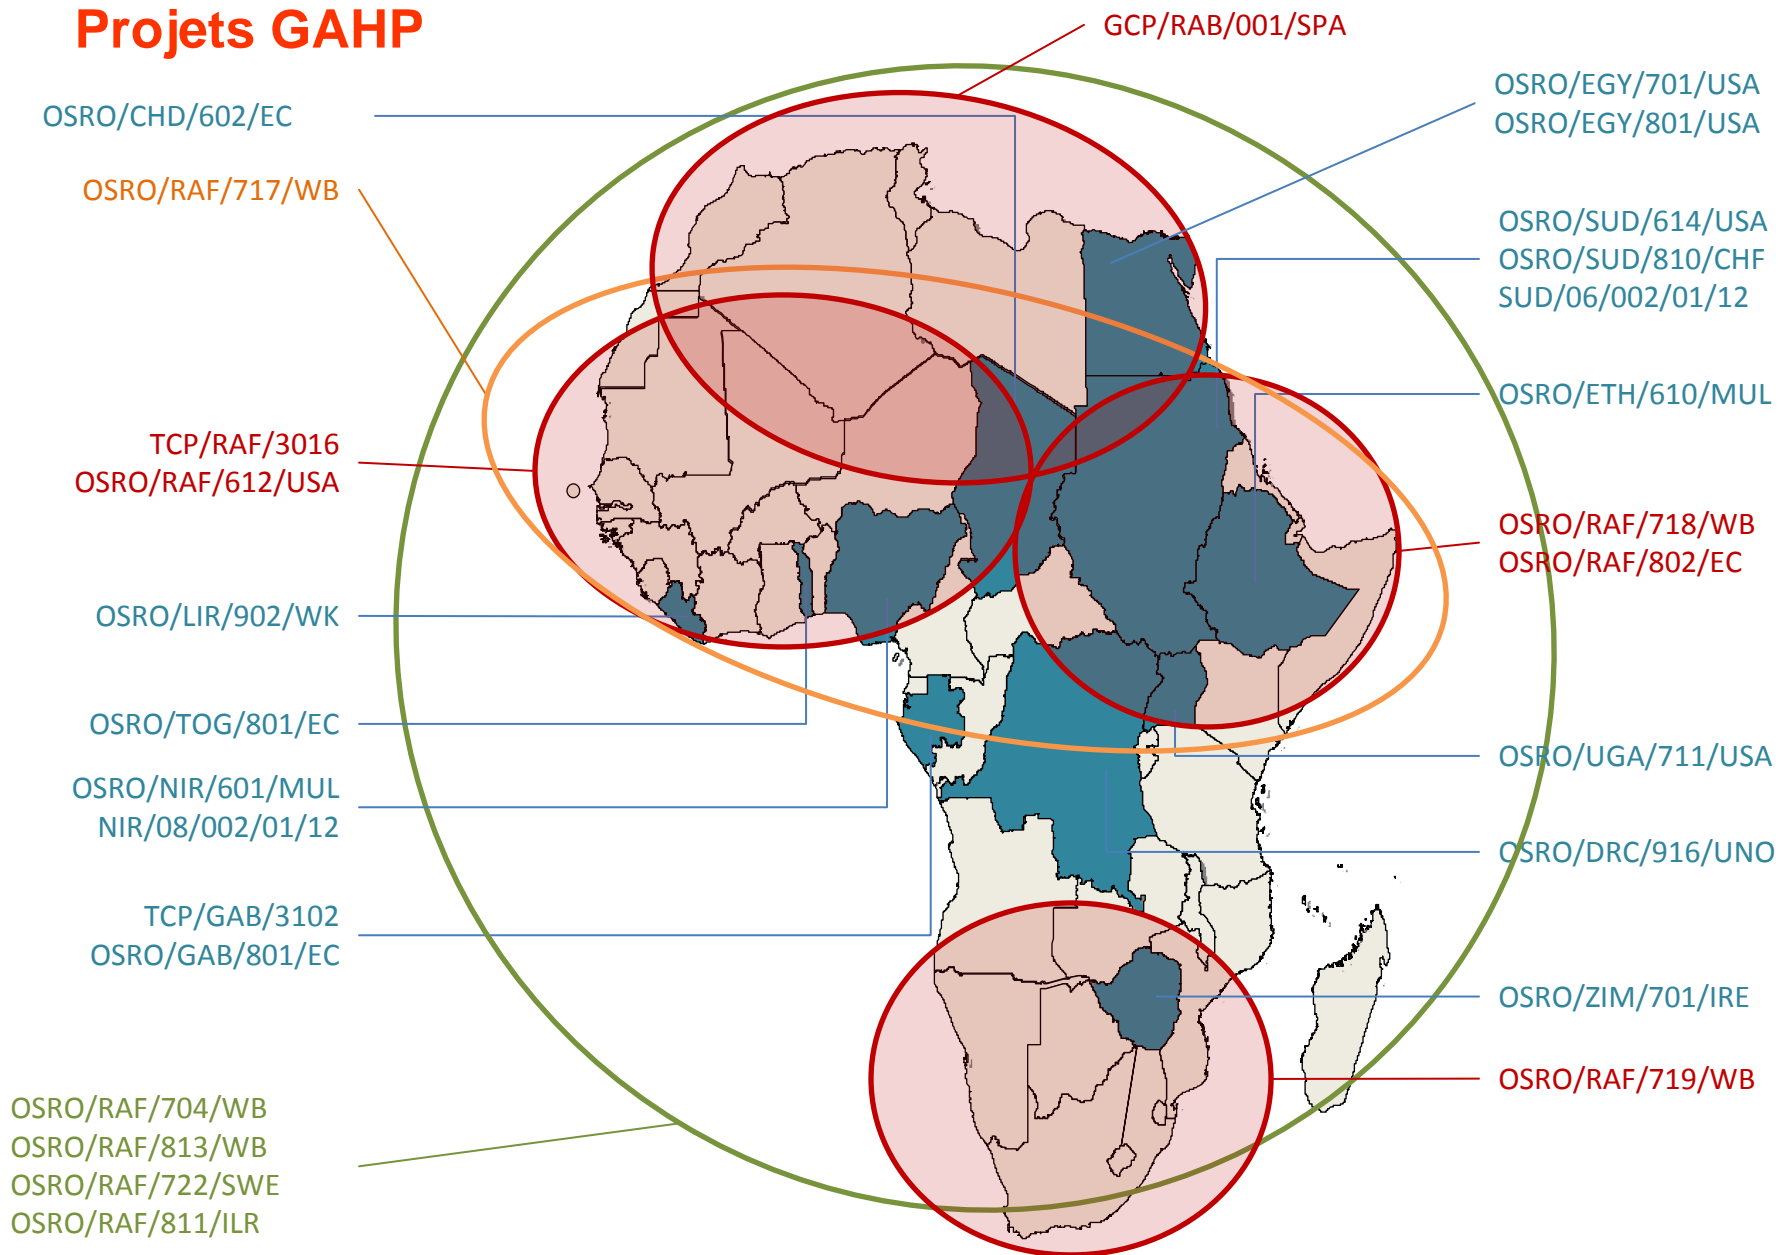 Projets GAHP
GCP/RAB/001/SPA
OSRO/CHD/602/EC
OSRO/RAF/717/WB
TCP/RAF/3016
OSRO/RAF/612/USA
OSRO/LIR/902/WK
OSRO/TOG/801/EC
OSRO/NIR/601/MUL
NIR/08/002/01/12
TCP/GAB/3102
OSRO/GAB/801/EC
OSRO/RAF/704/WB
OSRO/RAF/813/WB
OSRO/RAF/722/SWE
OSRO/RAF/811/ILR
OSRO/EGY/701/USA
OSRO/EGY/801/USA
OSRO/SUD/614/USA
OSRO/SUD/810/CHF
SUD/06/002/01/12
OSRO/ETH/610/MUL
OSRO/RAF/718/WB
OSRO/RAF/802/EC
OSRO/UGA/711/USA
OSRO/DRC/916/UNO
OSRO/ZIM/701/IRE
OSRO/RAF/719/WB